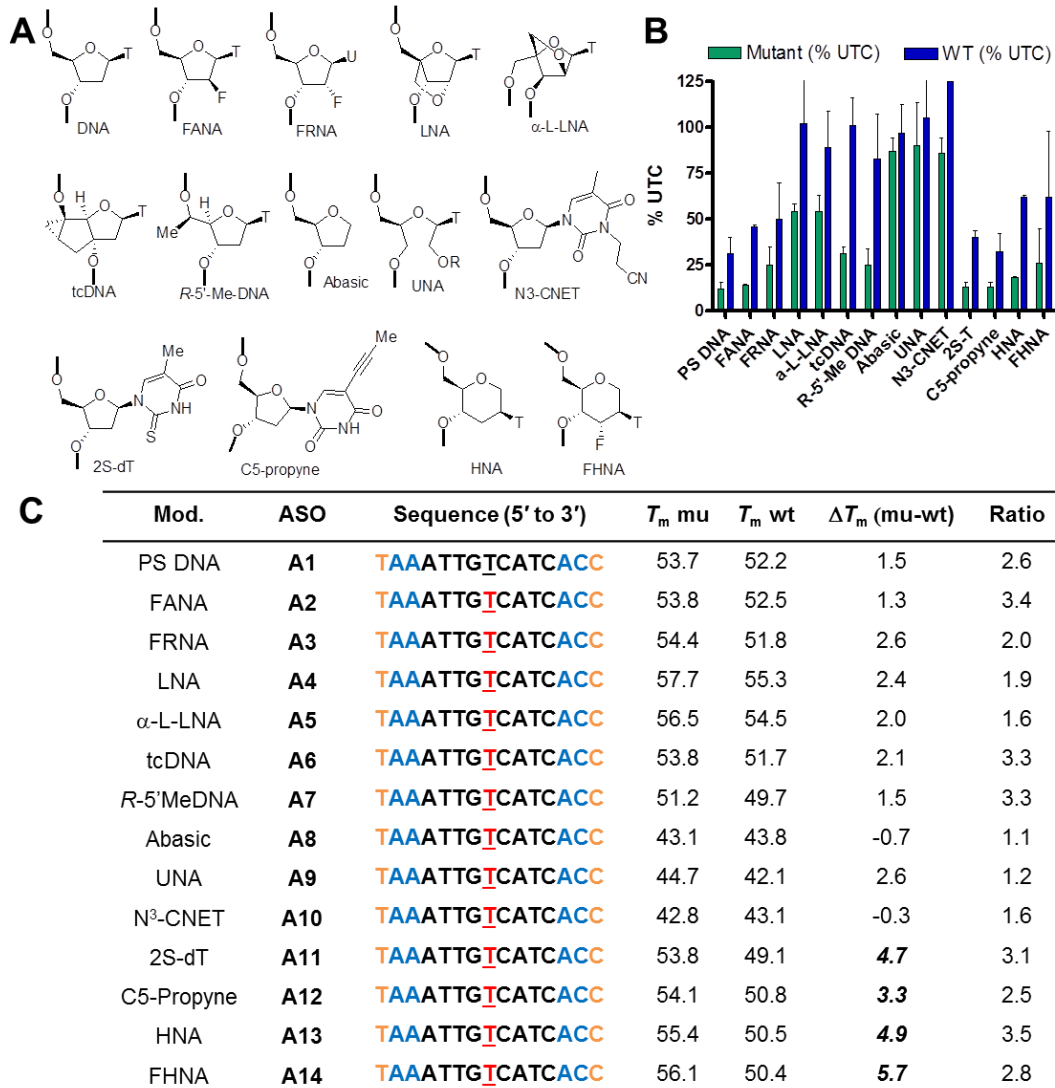 A
O
O
T
O
DNA
O
O
T
F
O
FANA
O
O
U
F
O
FRNA
O
O
T
O
O
LNA
O
O
O
T
O
α-L-LNA
O
H
O
T
O
tcDNA
O
H
O
T
Me
O
R-5'-Me-DNA
O
O
O
Abasic
O
O
T
O
OR
UNA
O
O
N
O
N
O
O
CN
N3-CNET
O
O
Me
N
O
NH
S
O
2S-dT
O
O
Me
N
O
NH
O
O
C5-propyne
O
O
O
T
HNA
O
O
O
F
T
FHNA
B
Mutant (% UTC) WT (% UTC)
% UTC
125
100
75
50
25
0
PS DNA
FANA
FRNA
LNA
a-L-LNA
tcDNA
R-5'-Me DNA
Abasic
UNA
N3-CNET
2S-T
C5-propyne
HNA
FHNA
C
Mod. ASO Sequence (5′ to 3′) Tm mu Tm wt ΔTm (mu-wt) Ratio
PS DNA A1 TAAATTGTCATCACC 53.7 52.2 1.5 2.6
FANA A2 TAAATTGTCATCACC 53.8 52.5 1.3 3.4
FRNA A3 TAAATTGTCATCACC 54.4 51.8 2.6 2.0
LNA A4 TAAATTGTCATCACC 57.7 55.3 2.4 1.9
α-L-LNA A5 TAAATTGTCATCACC 56.5 54.5 2.0 1.6
tcDNA A6 TAAATTGTCATCACC 53.8 51.7 2.1 3.3
R-5'MeDNA A7 TAAATTGTCATCACC 51.2 49.7 1.5 3.3
Abasic A8 TAAATTGTCATCACC 43.1 43.8 -0.7 1.1
UNA A9 TAAATTGTCATCACC 44.7 42.1 2.6 1.2
N³-CNET A10 TAAATTGTCATCACC 42.8 43.1 -0.3 1.6
2S-dT A11 TAAATTGTCATCACC 53.8 49.1 4.7 3.1
C5-Propyne A12 TAAATTGTCATCACC 54.1 50.8 3.3 2.5
HNA A13 TAAATTGTCATCACC 55.4 50.5 4.9 3.5
FHNA A14 TAAATTGTCATCACC 56.1 50.4 5.7 2.8